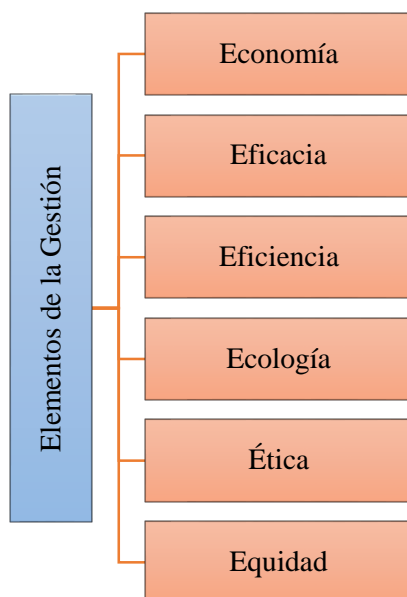 Elementos de la Gestión
Economía
Eficacia
Eficiencia
Ecología
Ética
Equidad